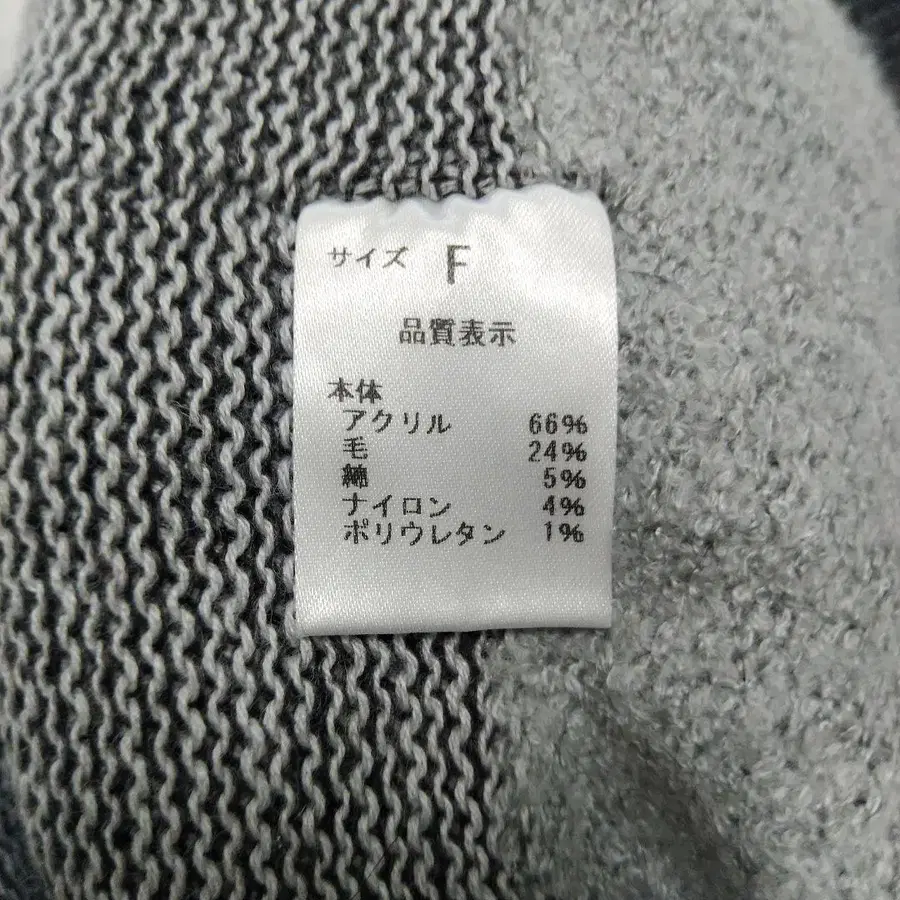 サイズ F
品質表示
本体
アクリル 66%
毛 24%
綿 5%
ナイロン 4%
ポリウレタン 1%